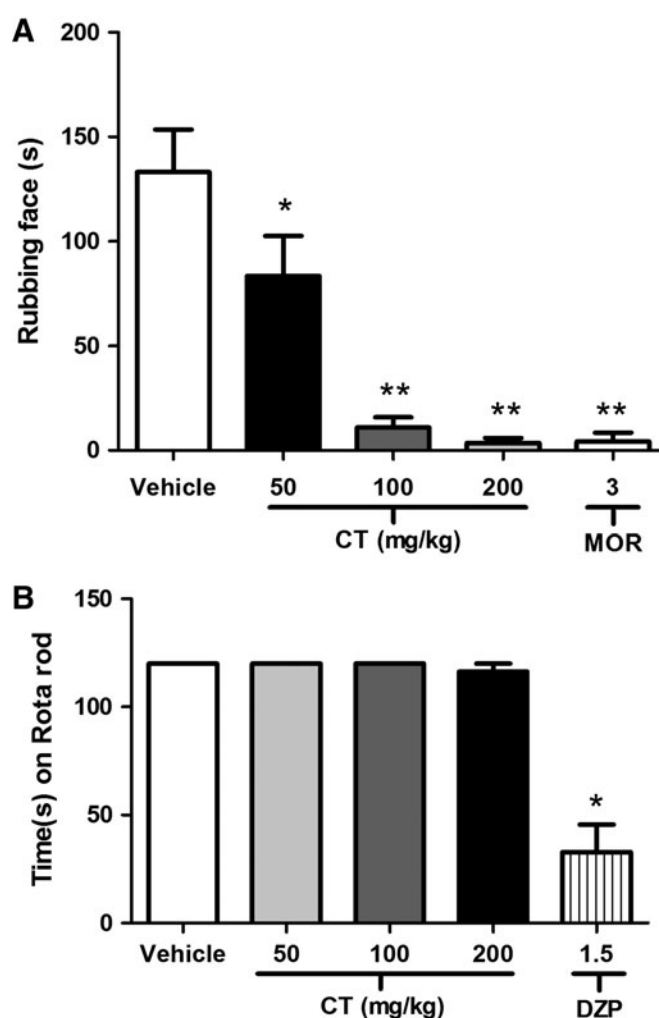 A
200
150
100
50
0
Rubbing face (s)
*
**
**
**
Vehicle 50 100 200 3
CT (mg/kg) MOR
B
150
100
50
0
Time(s) on Rota rod
*
Vehicle 50 100 200 1.5
CT (mg/kg) DZP